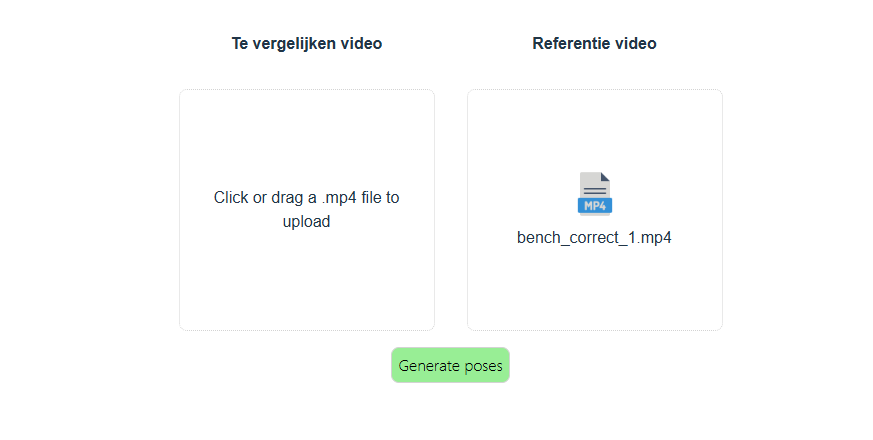 Te vergelijken video
Referentie video
Click or drag a .mp4 file to
upload
MP4
bench_correct_1.mp4
Generate poses